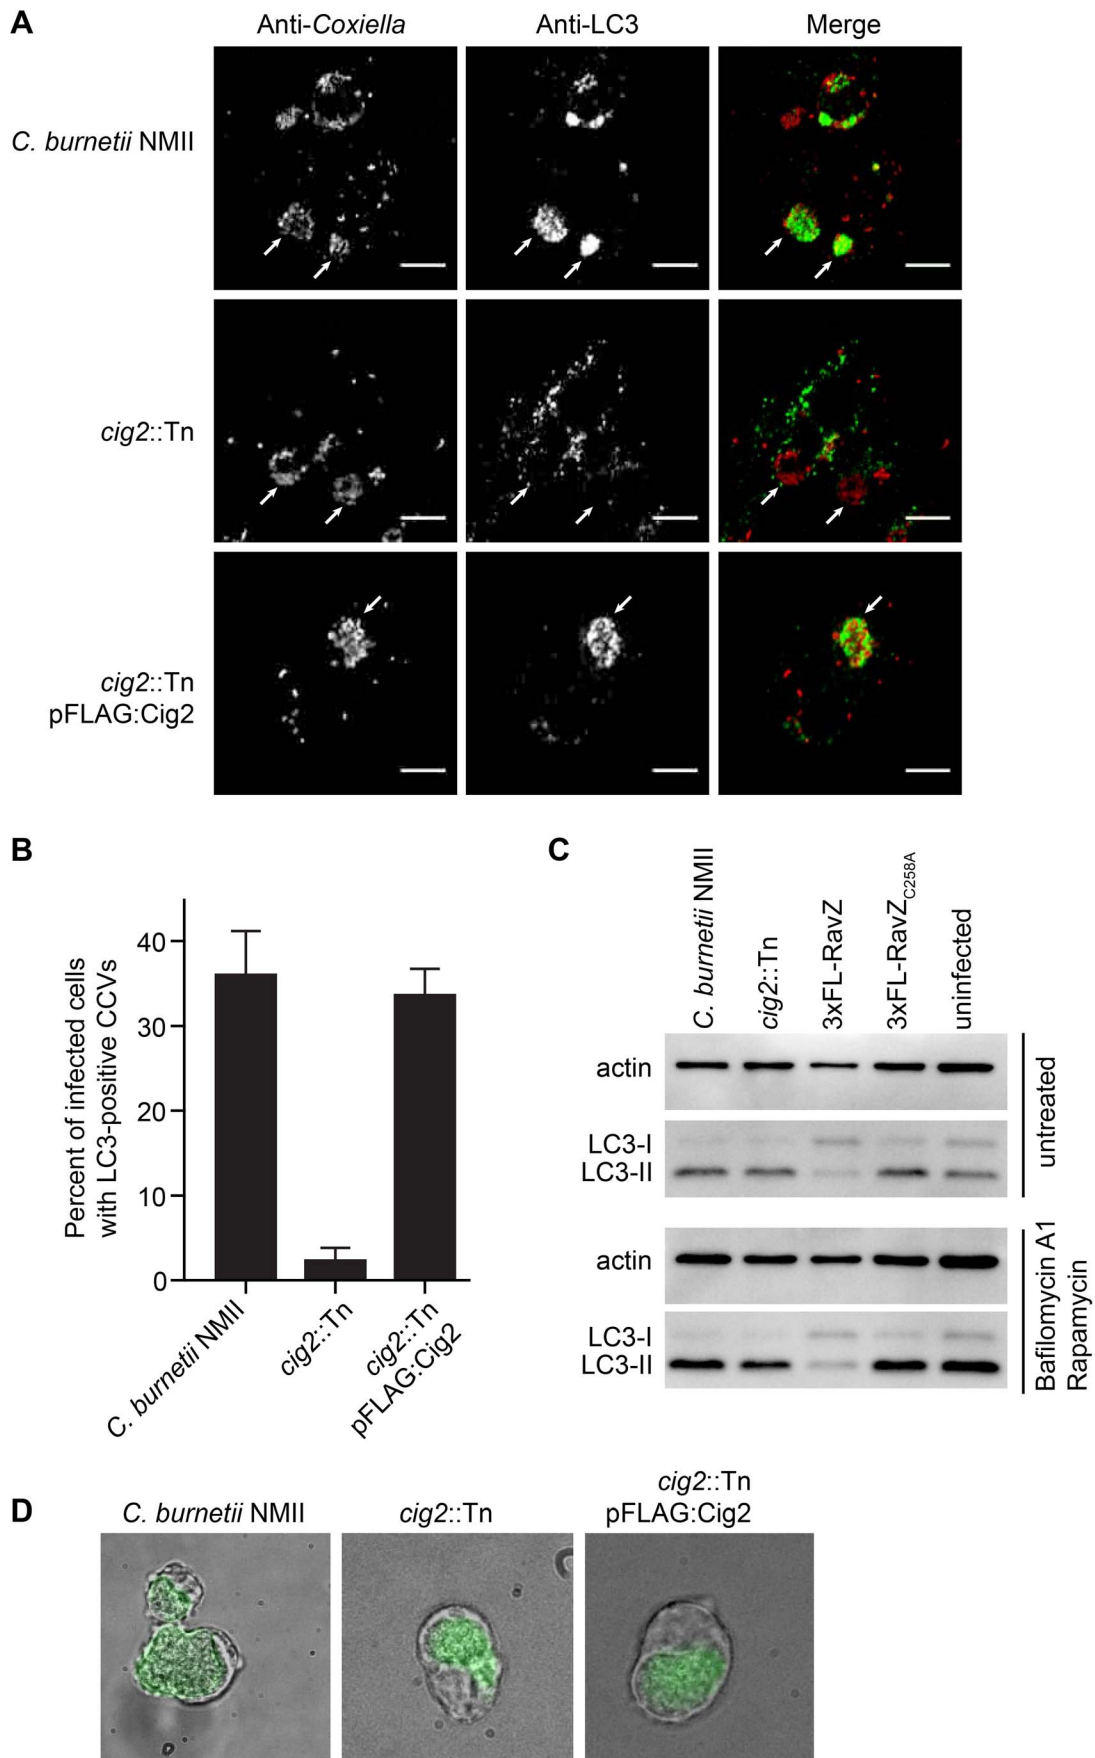 A
Anti-Coxiella
Anti-LC3
Merge
C. burnetii NMII
cig2::Tn
cig2::Tn
pFLAG:Cig2
B
Percent of infected cells
with LC3-positive CCVs
40
30
20
10
0
C. burnetii NMII
cig2::Tn
cig2::Tn
pFLAG:Cig2
C
C. burnetii NMII
cig2::Tn
3xFL-RavZ
3xFL-RavZC258A
uninfected
actin
LC3-I
LC3-II
untreated
actin
LC3-I
LC3-II
Bafilomycin A1
Rapamycin
D
C. burnetii NMII
cig2::Tn
cig2::Tn
pFLAG:Cig2